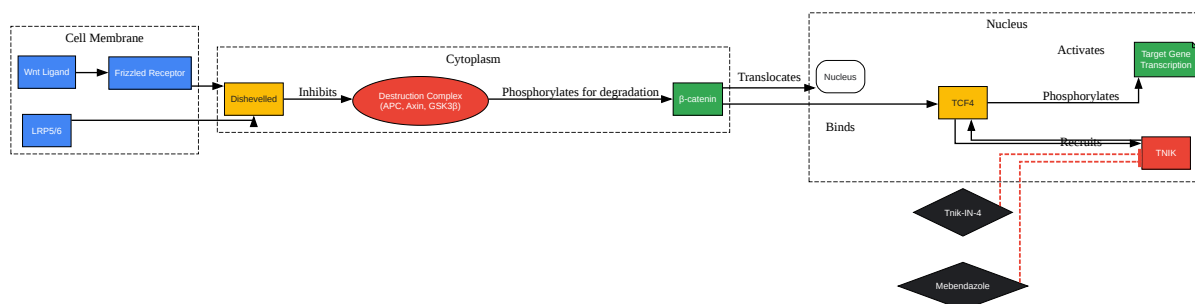 Cell Membrane
Wnt Ligand
Frizzled Receptor
LRP5/6
Cytoplasm
Dishevelled
Inhibits
Destruction Complex
(APC, Axin, GSK3β)
Phosphorylates for degradation
β-catenin
Translocates
Binds
Nucleus
Nucleus
Activates
Target Gene
Transcription
TCF4
Phosphorylates
Recruits
TNIK
Tnik-IN-4
Mebendazole